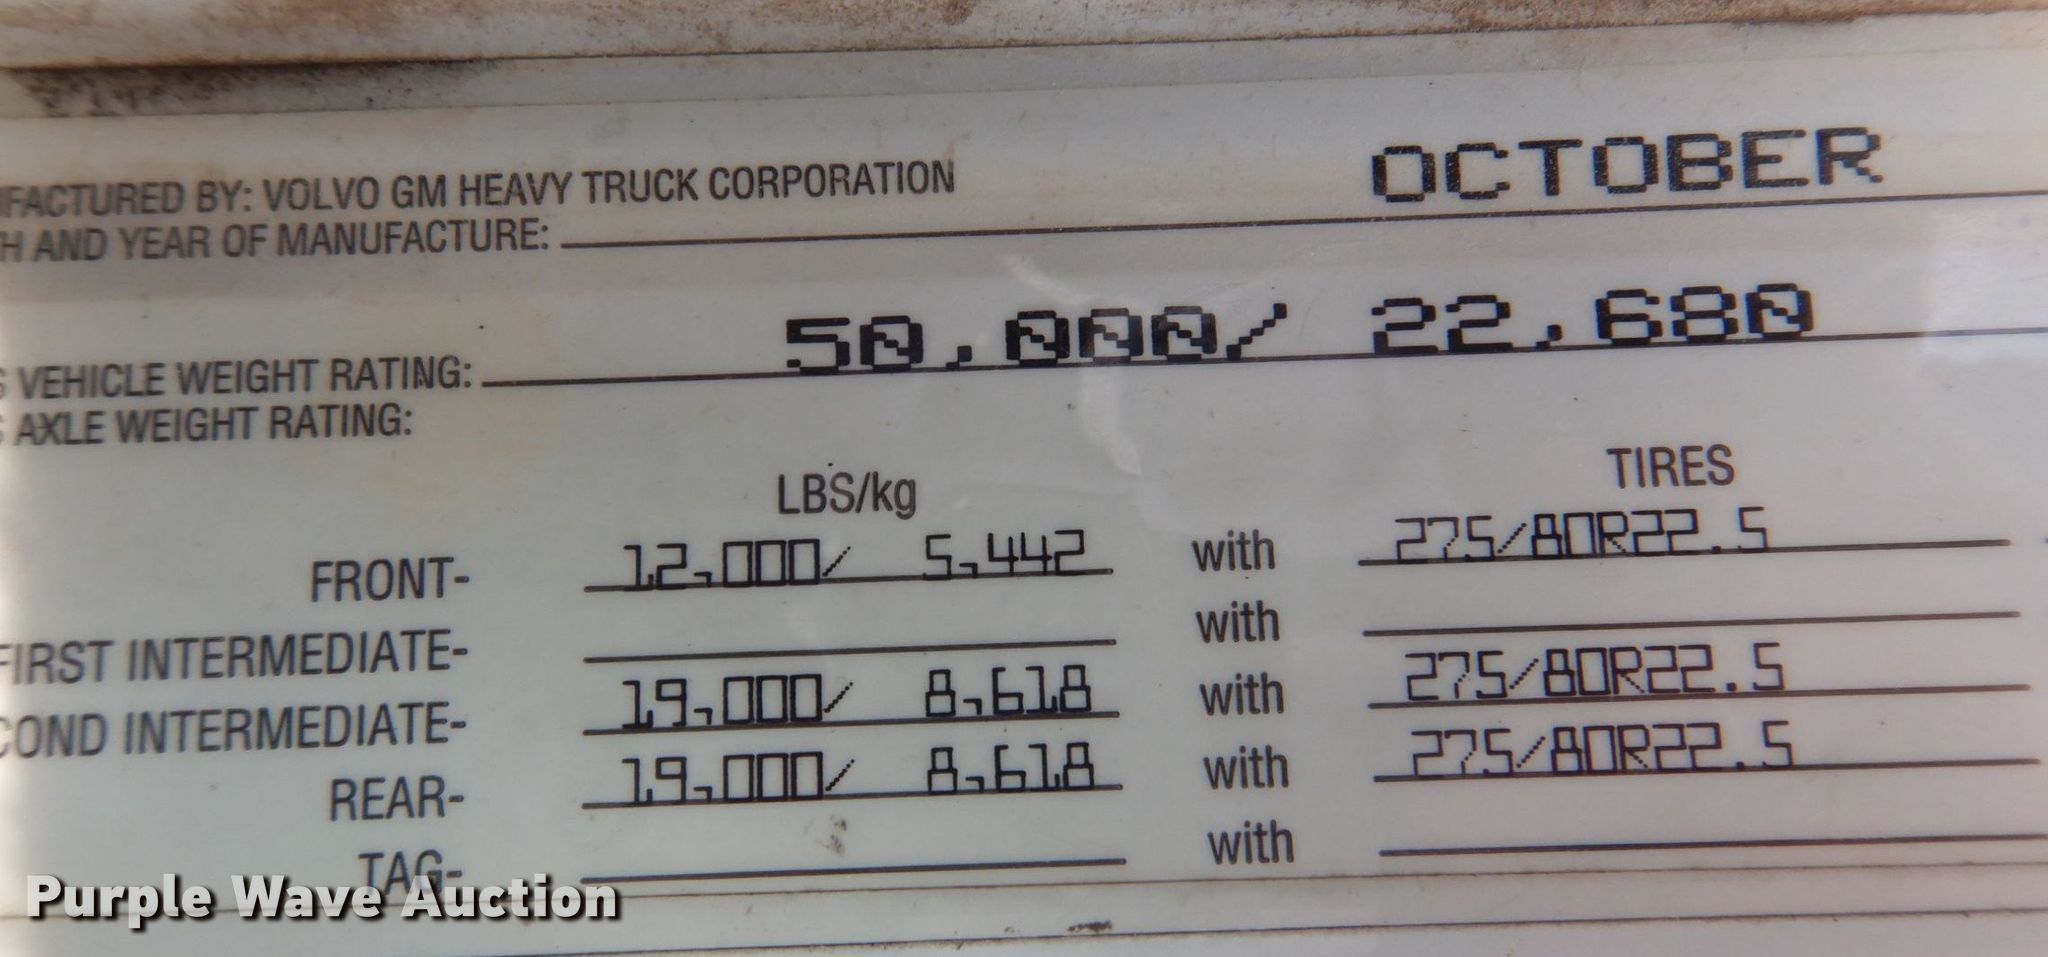 FACTURED BY: VOLVO GM HEAVY TRUCK CORPORATION OCTOBER
H AND YEAR OF MANUFACTURE:
50,000/ 22,680
S VEHICLE WEIGHT RATING:
S AXLE WEIGHT RATING:
LBS/kg TIRES
FRONT- 12,000/ 5,442 with 275/80R22.5
FIRST INTERMEDIATE- with
COND INTERMEDIATE- 19,000/ 8,618 with 275/80R22.5
REAR- 19,000/ 8,618 with 275/80R22.5
TAG- with
Purple Wave Auction